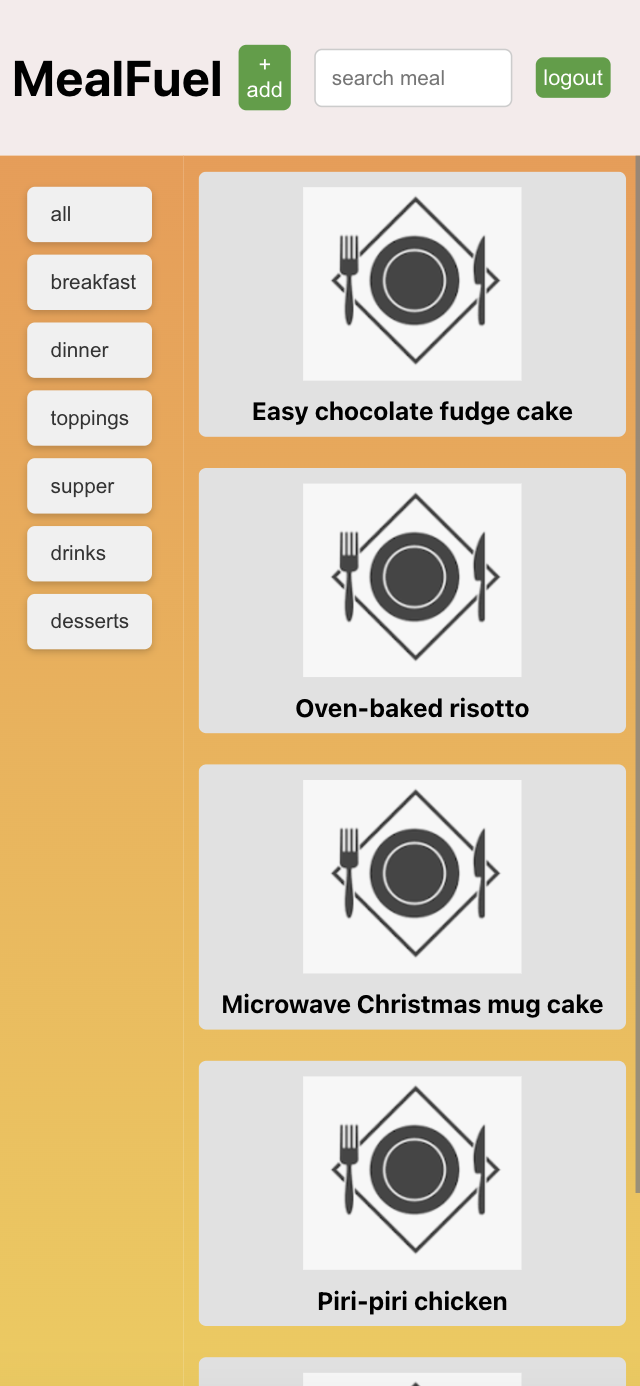 MealFuel
+
add
search meal
logout
all
breakfast
dinner
toppings
supper
drinks
desserts
Easy chocolate fudge cake
Oven-baked risotto
Microwave Christmas mug cake
Piri-piri chicken